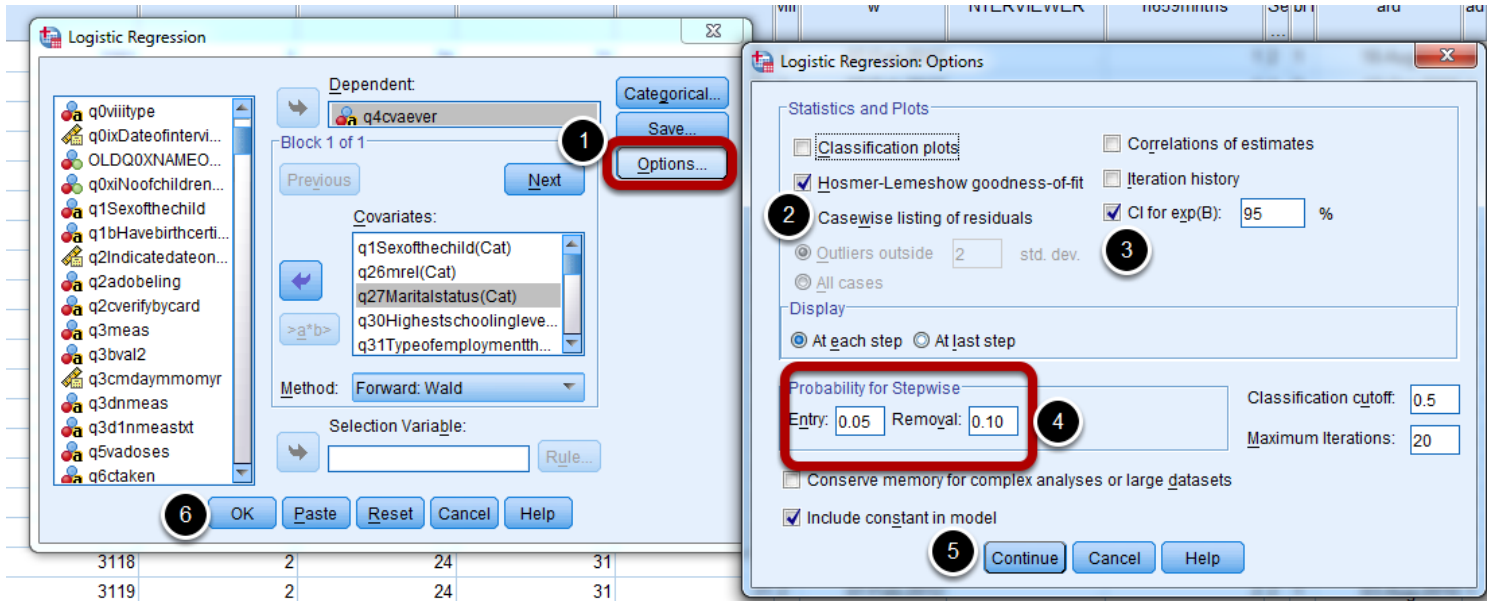 NTERVIEWER
Logistic Regression
q0viiitype
q0ixDateofintervi...
OLDQ0XNAMEO...
q0xiNoofchildren...
q1Sexofthechild
q1bHavebirthcerti...
q2Indicatedateon...
q2adobeling
q2cverifybycard
q3meas
q3bval2
q3cmdaymmomyr
q3dnmeas
q3d1nmeastxt
q5vadoses
q6ctaken
Dependent:
q4cvaever
Block 1 of 1
Previous
Next
Covariates:
q1Sexofthechild(Cat)
q26mrel(Cat)
q27Maritalstatus(Cat)
q30Highestschoolingleve...
q31Typeofemploymentth...
>a*b>
Method: Forward: Wald
Selection Variable:
Rule...
Categorical...
Save...
1
Options...
6
OK Paste Reset Cancel Help
3118 2 24 31
3119 2 24 31
Logistic Regression: Options
Statistics and Plots
Classification plots
Correlations of estimates
Hosmer-Lemeshow goodness-of-fit
Iteration history
2
Casewise listing of residuals
CI for exp(B): 95 %
3
Outliers outside 2 std. dev.
All cases
Display
At each step At last step
Probability for Stepwise
Entry: 0.05 Removal: 0.10
4
Classification cutoff: 0.5
Maximum Iterations: 20
Conserve memory for complex analyses or large datasets
Include constant in model
5
Continue Cancel Help